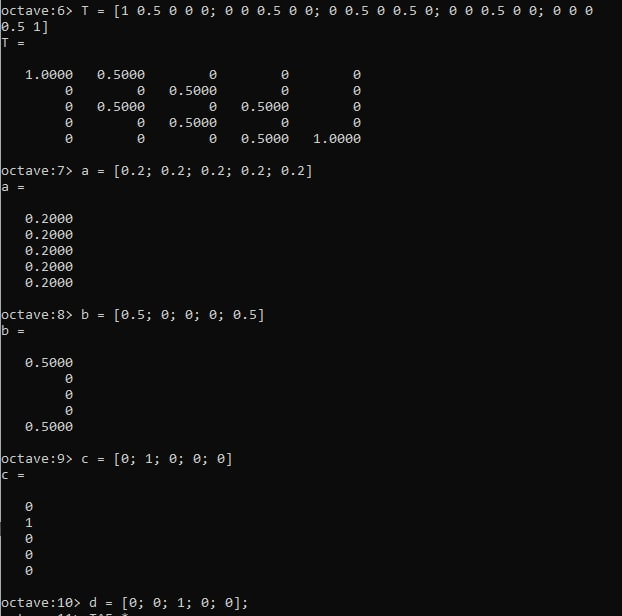 octave:6> T = [1 0.5 0 0 0; 0 0 0.5 0 0; 0 0.5 0 0.5 0; 0 0 0.5 0 0; 0 0 0
0.5 1]
T =
1.0000 0.5000 0 0 0
0 0 0.5000 0 0
0 0.5000 0 0.5000 0
0 0 0.5000 0 0
0 0 0 0.5000 1.0000
octave:7> a = [0.2; 0.2; 0.2; 0.2; 0.2]
a =
0.2000
0.2000
0.2000
0.2000
0.2000
octave:8> b = [0.5; 0; 0; 0; 0.5]
b =
0.5000
0
0
0
0.5000
octave:9> c = [0; 1; 0; 0; 0]
c =
0
1
0
0
0
octave:10> d = [0; 0; 1; 0; 0];